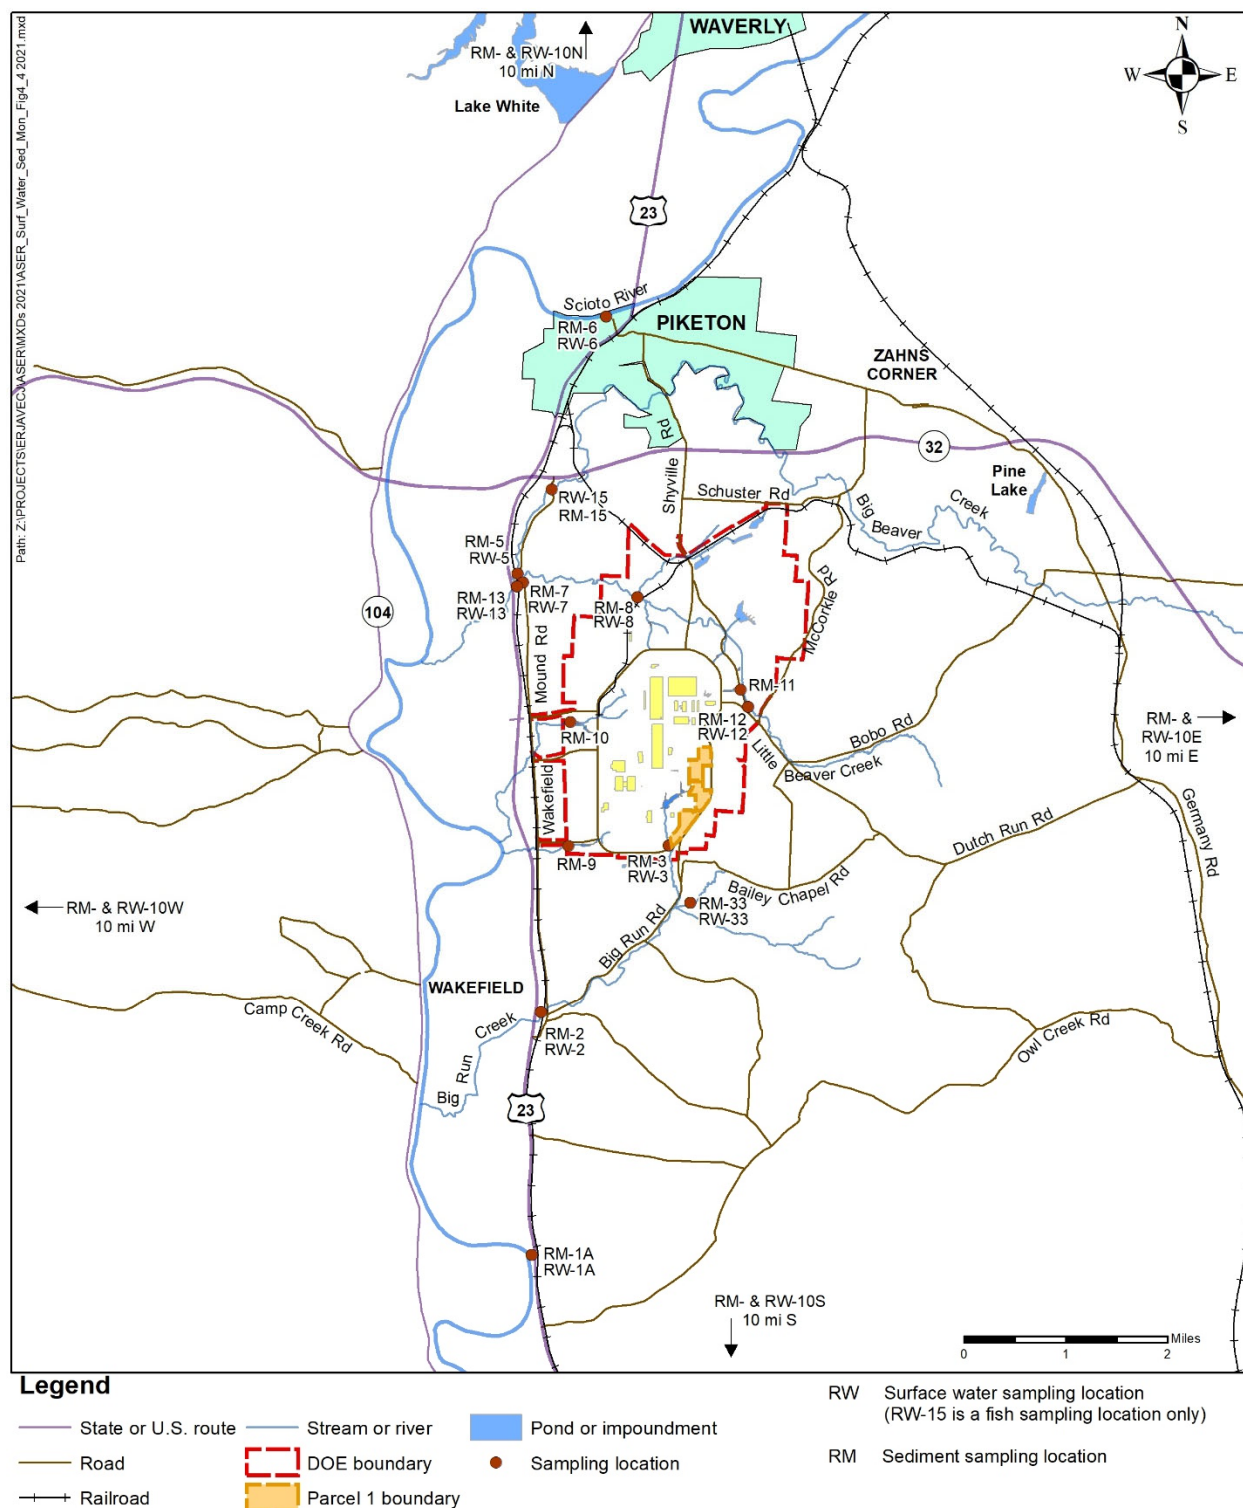 Path: Z:\PROJECTS\ERJAVECJ\ASER\MXDs 2021\ASER_Surf_Water_Sed_Mon_Fig4_4 2021.mxd
WAVERLY
N
W
E
S
RM- & RW-10N
10 mi N
Lake White
23
Scioto River
RM-6
RW-6
PIKETON
ZAHNS
CORNER
32
Shyville Rd
Pine
Lake
RW-15
RM-15
Schuster Rd
Big Beaver
Creek
RM-5
RW-5
RM-7
RW-7
RM-13
RW-13
RM-8
RW-8
McCorkle Rd
104
Mound Rd
RM-11
RM-12
RW-12
RM-10
Little
Beaver Creek
Bobo Rd
RM- &
RW-10E
10 mi E
Wakefield
Germany Rd
Dutch Run Rd
RM-9
RM-3
RW-3
Bailey Chapel Rd
RM-33
RW-33
RM- & RW-10W
10 mi W
Big Run Rd
WAKEFIELD
Camp Creek Rd
RM-2
RW-2
Big Run Creek
Owl Creek Rd
23
RM-1A
RW-1A
RM- & RW-10S
10 mi S
Miles
0 1 2
Legend
State or U.S. route
Road
Railroad
Stream or river
DOE boundary
Parcel 1 boundary
Pond or impoundment
Sampling location
RW Surface water sampling location
(RW-15 is a fish sampling location only)
RM Sediment sampling location